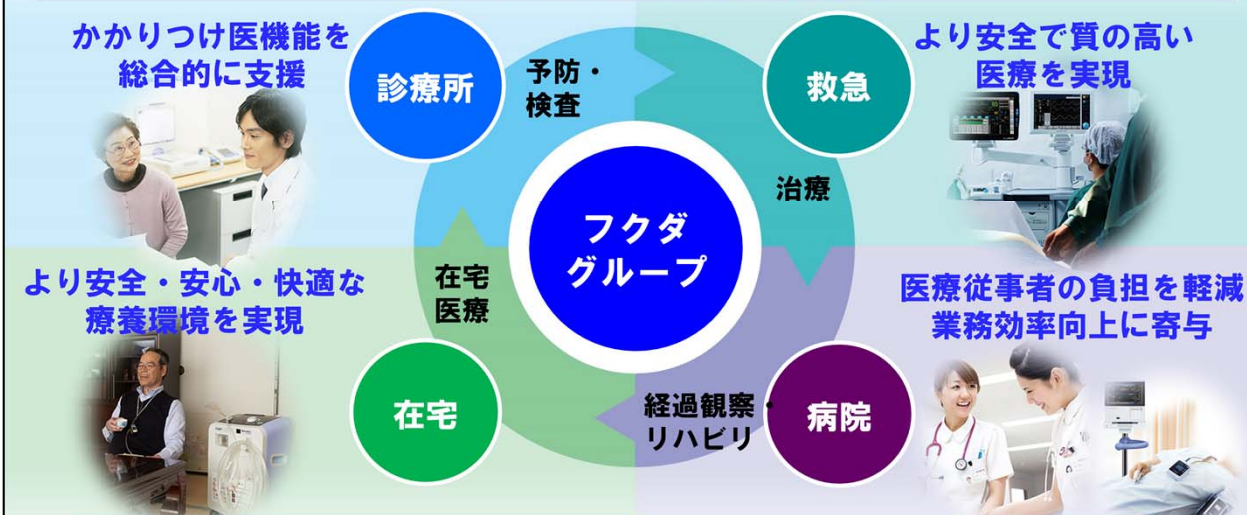 かかりつけ医機能を
総合的に支援
診療所
予防・
検査
救急
より安全で質の高い
医療を実現
治療
フクダ
グループ
在宅
医療
より安全・安心・快適な
療養環境を実現
在宅
経過観察・
リハビリ
病院
医療従事者の負担を軽減
業務効率向上に寄与